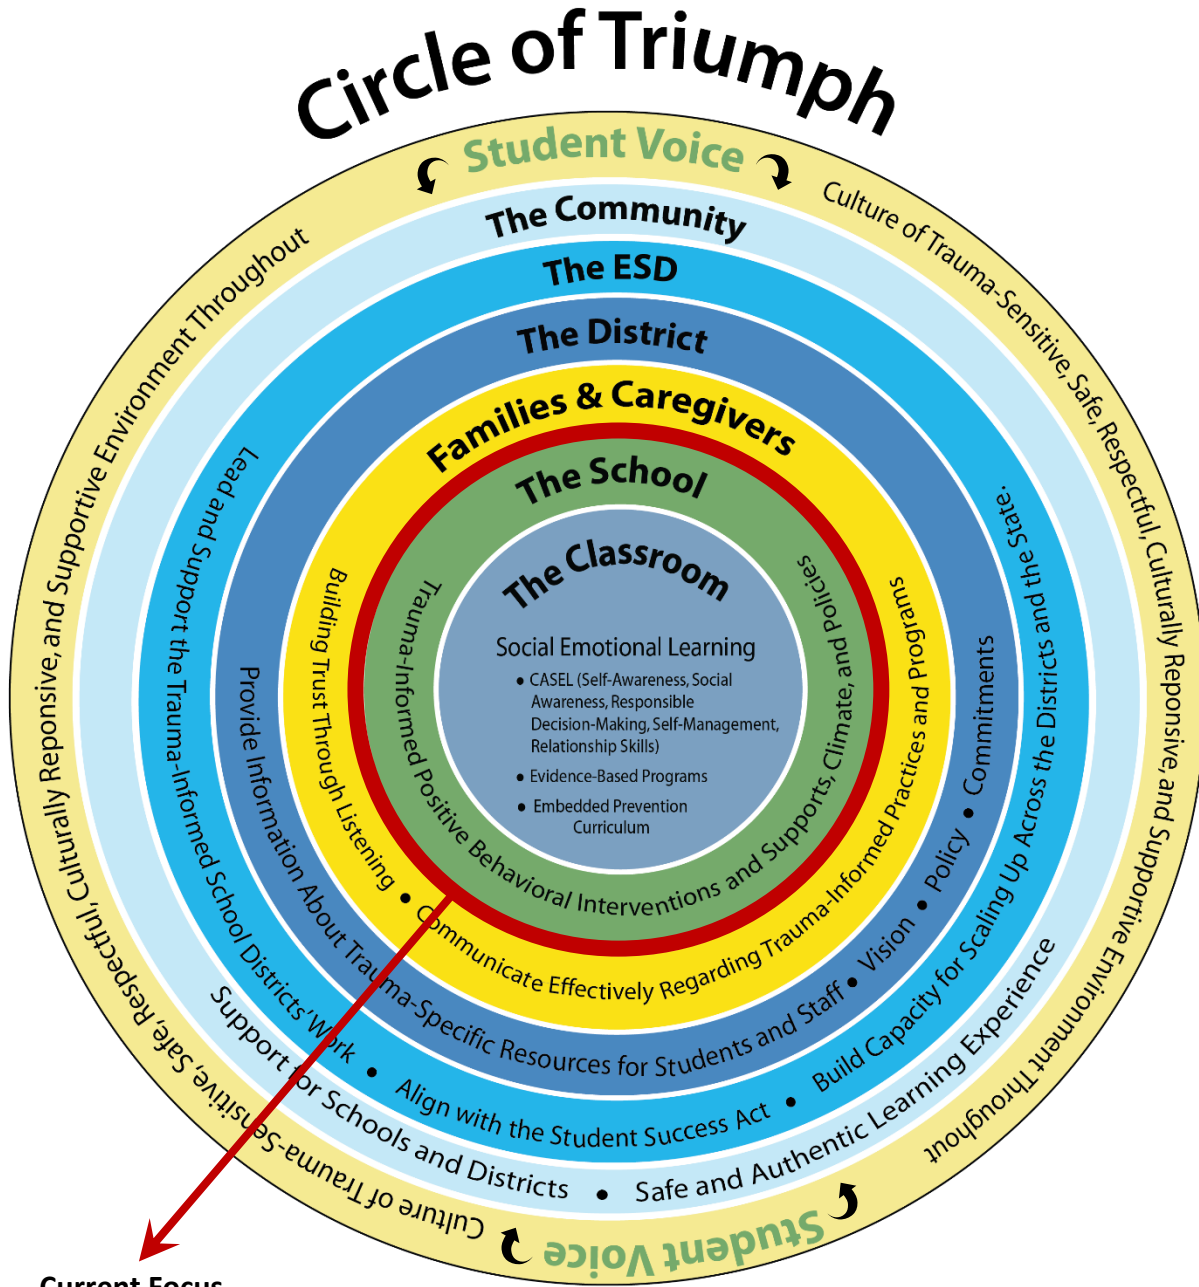 Circle of Triumph
Student Voice
Culture of Trauma-Sensitive, Safe, Respectful, Culturally Reponsive, and Supportive Environment Throughout
Student Voice
Culture of Trauma-Sensitive, Safe, Respectful, Culturally Reponsive, and Supportive Environment Throughout
The Community
Support for Schools and Districts • Safe and Authentic Learning Experience
The ESD
Lead and Support the Trauma-Informed School Districts' Work • Align with the Student Success Act • Build Capacity for Scaling Up Across the Districts and the State.
The District
Provide Information About Trauma-Specific Resources for Students and Staff • Vision • Policy • Commitments
Families & Caregivers
Building Trust Through Listening • Communicate Effectively Regarding Trauma-Informed Practices and Programs
The School
Trauma-Informed Positive Behavioral Interventions and Supports, Climate, and Policies
The Classroom
Social Emotional Learning
• CASEL (Self-Awareness, Social
Awareness, Responsible
Decision-Making, Self-Management,
Relationship Skills)
• Evidence-Based Programs
• Embedded Prevention
Curriculum
Current Focus